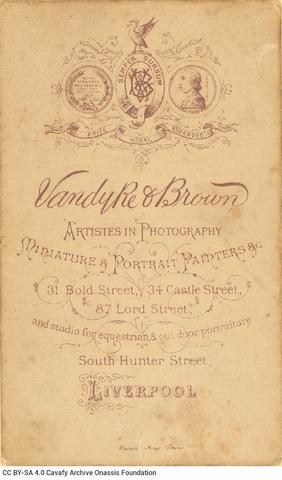 SEMPER SURSUM
PRIZE MEDAL AWARDED
Vandyke & Brown
ARTISTES IN PHOTOGRAPHY
MINIATURE & PORTRAIT PAINTERS &c
31 Bold Street, 34 Castle Street,
87 Lord Street,
and studio for equestrian, & out door portraiture
South Hunter Street,
LIVERPOOL
CC BY-SA 4.0 Cavafy Archive Onassis Foundation